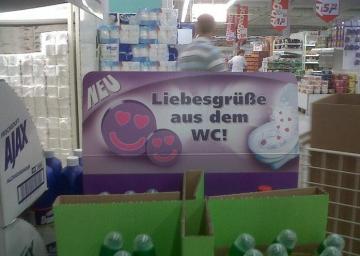 NEU
Liebesgrüße
aus dem
WC!
AJAX